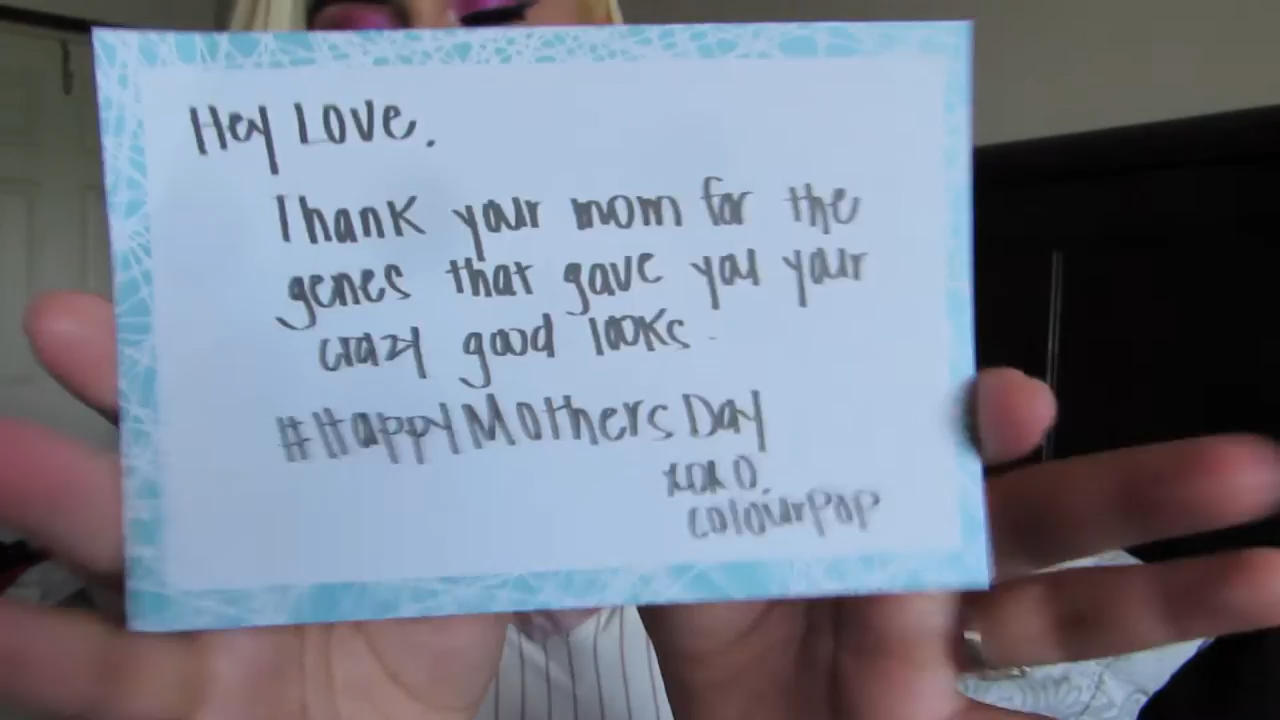 Hey Love,
Thank your mom for the
genes that gave you your
crazy good looks.
#HappyMothersDay
xoxo,
colourpop